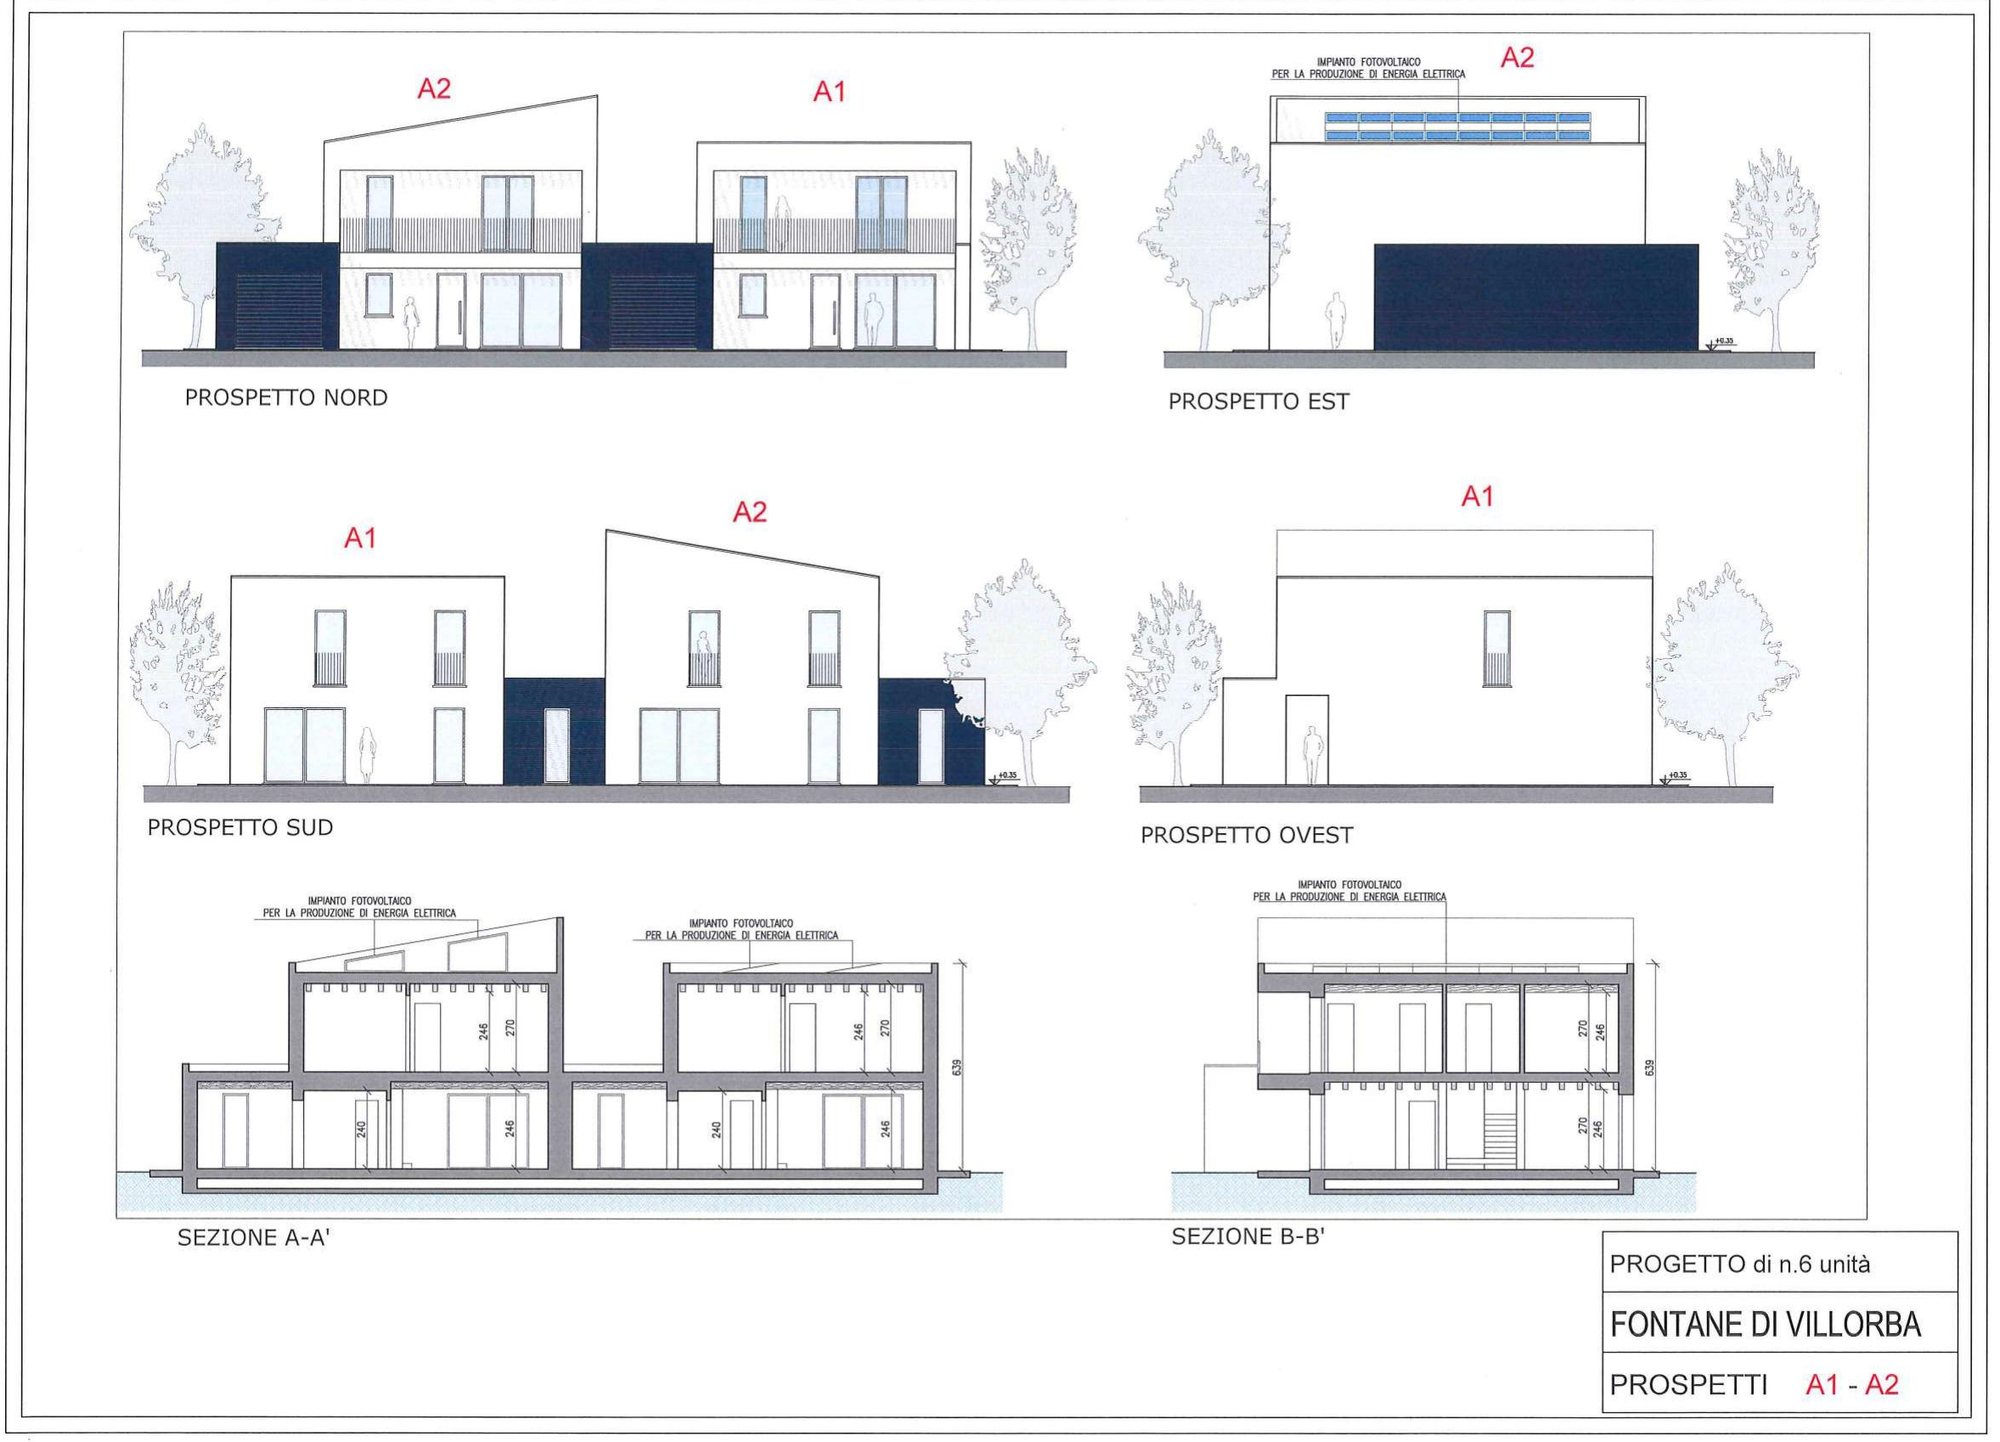 A2
A1
PROSPETTO NORD
IMPIANTO FOTOVOLTAICO
PER LA PRODUZIONE DI ENERGIA ELETTRICA
A2
+0.35
PROSPETTO EST
A1
A2
+0.35
PROSPETTO SUD
A1
+0.35
PROSPETTO OVEST
IMPIANTO FOTOVOLTAICO
PER LA PRODUZIONE DI ENERGIA ELETTRICA
IMPIANTO FOTOVOLTAICO
PER LA PRODUZIONE DI ENERGIA ELETTRICA
246
270
246
270
639
240
246
240
246
SEZIONE A-A'
IMPIANTO FOTOVOLTAICO
PER LA PRODUZIONE DI ENERGIA ELETTRICA
270
246
639
270
246
SEZIONE B-B'
PROGETTO di n.6 unità
FONTANE DI VILLORBA
PROSPETTI A1 - A2